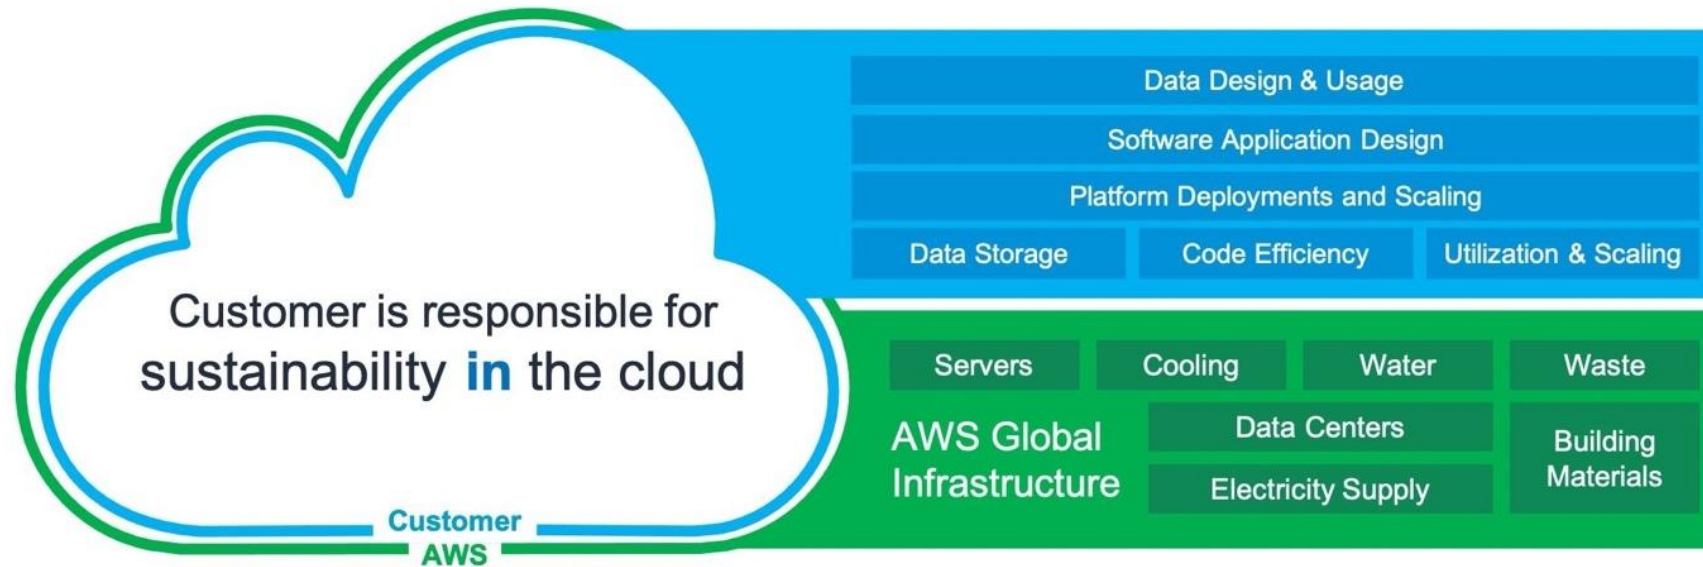 Data Design & Usage
Software Application Design
Platform Deployments and Scaling
Data Storage
Code Efficiency
Utilization & Scaling
Customer is responsible for
sustainability in the cloud
Servers
Cooling
Water
Waste
AWS Global
Infrastructure
Data Centers
Electricity Supply
Building
Materials
Customer
AWS